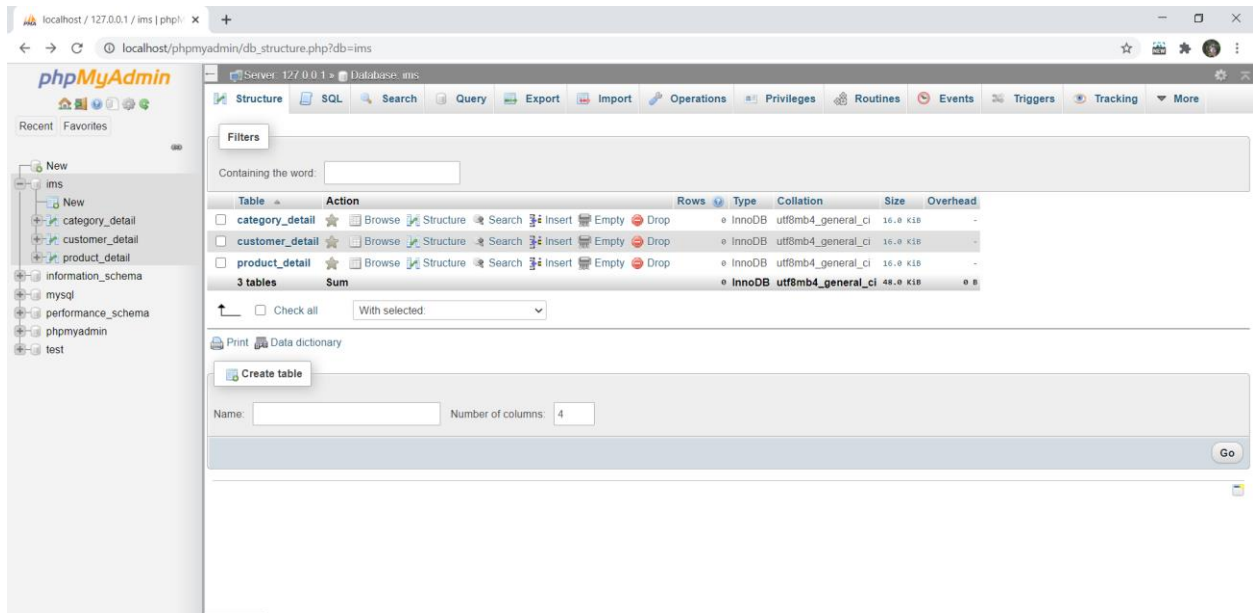 localhost / 127.0.0.1 / ims | phpM
localhost/phpmyadmin/db_structure.php?db=ims
phpMyAdmin
Recent Favorites
New
ims
New
category_detail
customer_detail
product_detail
information_schema
mysql
performance_schema
phpmyadmin
test
Server: 127.0.0.1 » Database: ims
Structure SQL Search Query Export Import Operations Privileges Routines Events Triggers Tracking More
Filters
Containing the word:
Table Action Rows Type Collation Size Overhead
category_detail Browse Structure Search Insert Empty Drop 0 InnoDB utf8mb4_general_ci 16.0 KiB -
customer_detail Browse Structure Search Insert Empty Drop 0 InnoDB utf8mb4_general_ci 16.0 KiB -
product_detail Browse Structure Search Insert Empty Drop 0 InnoDB utf8mb4_general_ci 16.0 KiB -
3 tables Sum 0 InnoDB utf8mb4_general_ci 48.0 KiB 0 B
Check all With selected:
Print Data dictionary
Create table
Name: Number of columns: 4
Go